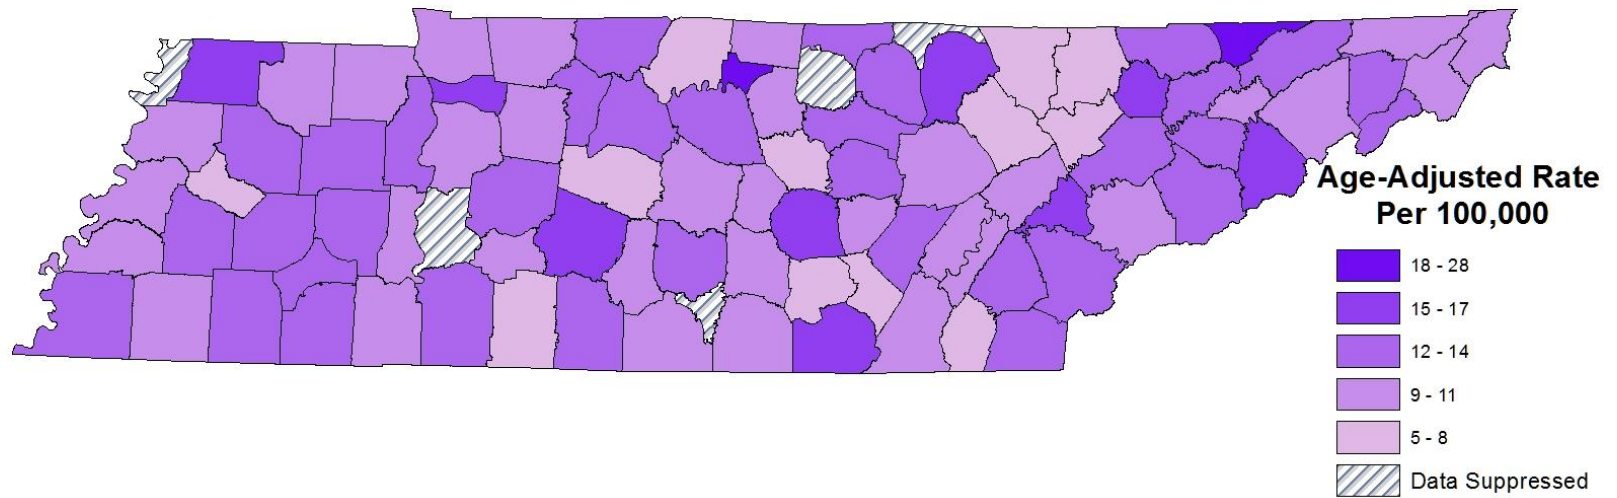 Age-Adjusted Rate
Per 100,000
18 - 28
15 - 17
12 - 14
9 - 11
5 - 8
Data Suppressed